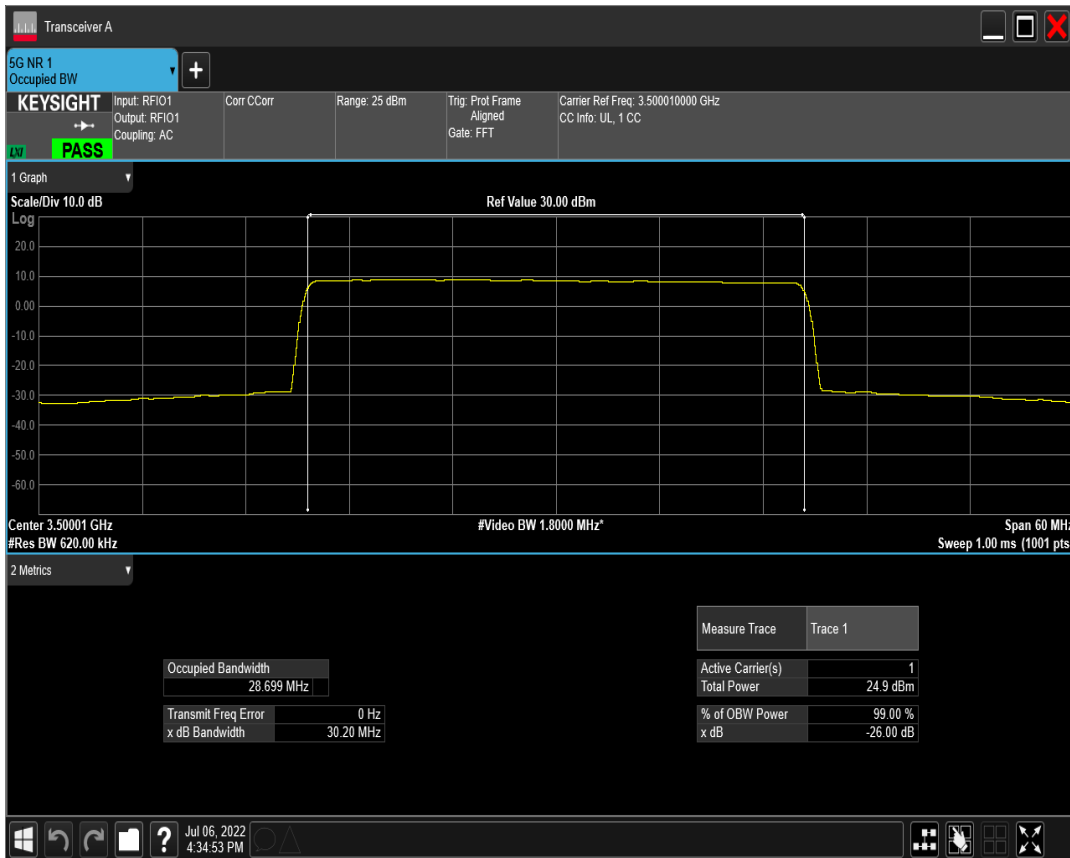 Transceiver A
5G NR 1
Occupied BW
+
KEYSIGHT
LXI
PASS
Input: RFIO1
Output: RFIO1
Coupling: AC
Corr CCorr
Range: 25 dBm
Trig: Prot Frame
Aligned
Gate: FFT
Carrier Ref Freq: 3.500010000 GHz
CC Info: UL, 1 CC
1 Graph
Scale/Div 10.0 dB
Ref Value 30.00 dBm
Log
20.0
10.0
0.00
-10.0
-20.0
-30.0
-40.0
-50.0
-60.0
Center 3.50001 GHz
#Video BW 1.8000 MHz*
Span 60 MHz
#Res BW 620.00 kHz
Sweep 1.00 ms (1001 pts
2 Metrics
Measure Trace Trace 1
Occupied Bandwidth
28.699 MHz
Active Carrier(s) 1
Total Power 24.9 dBm
Transmit Freq Error 0 Hz
x dB Bandwidth 30.20 MHz
% of OBW Power 99.00 %
x dB -26.00 dB
?
Jul 06, 2022
4:34:53 PM